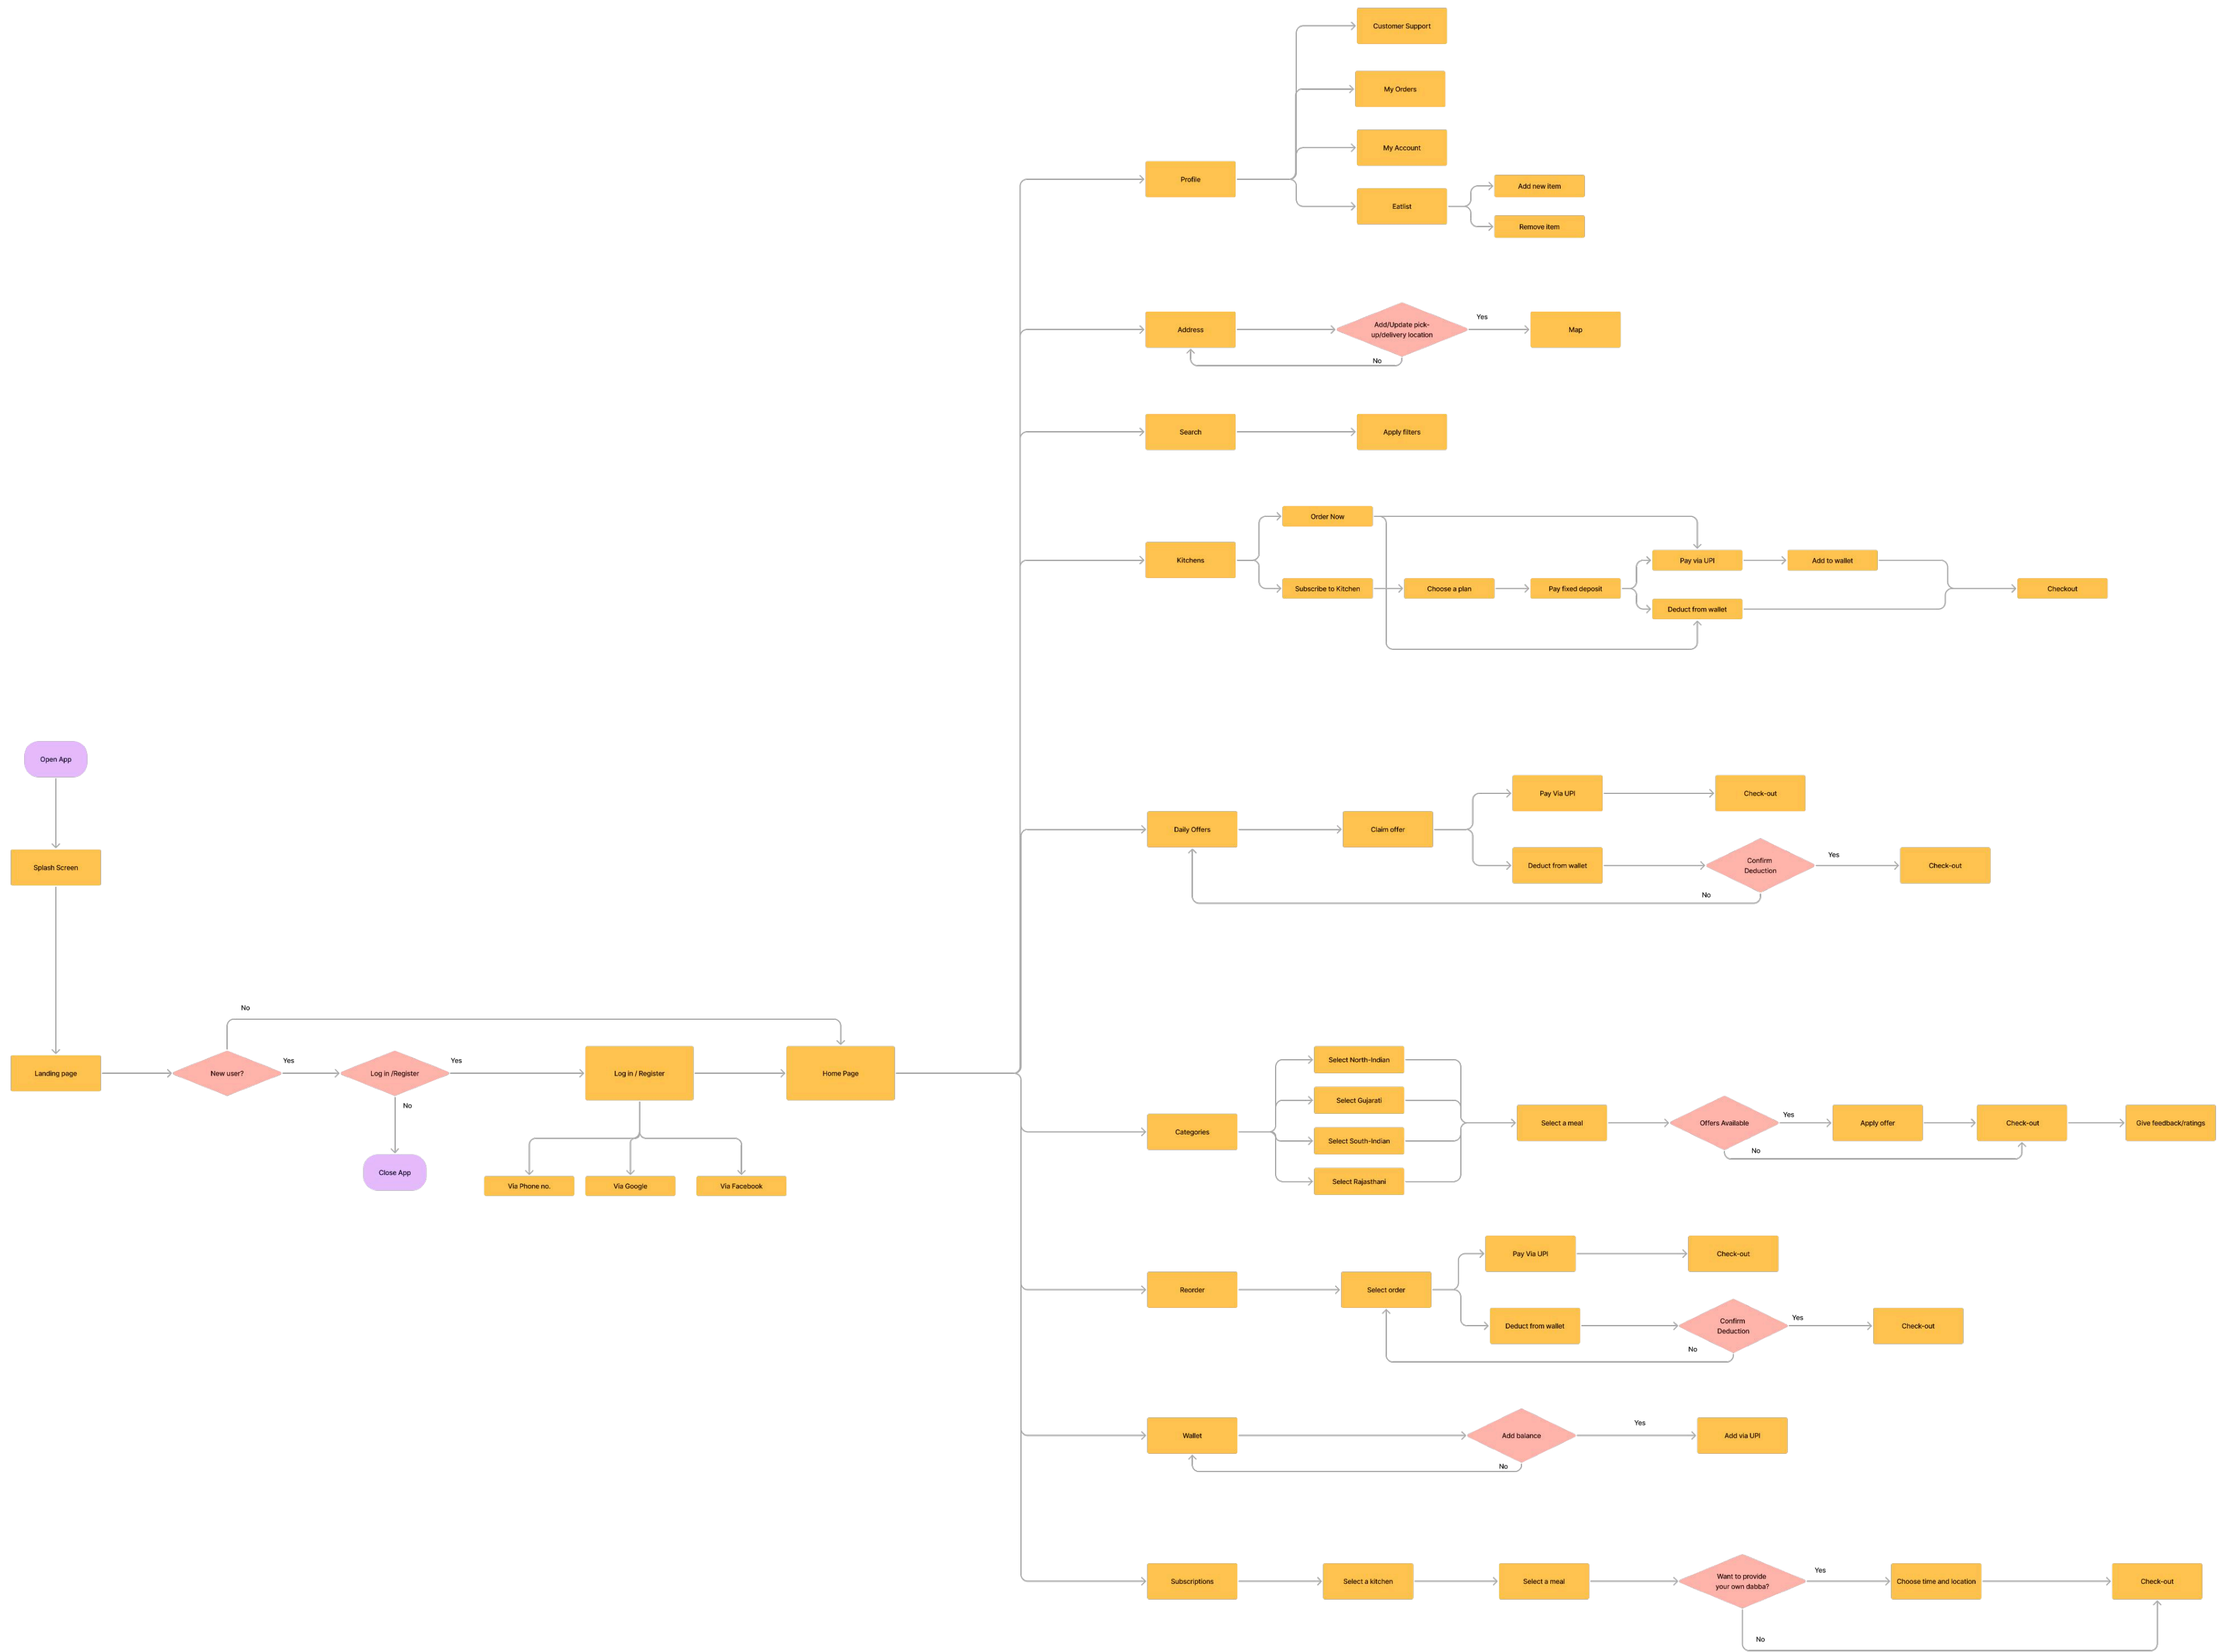 Customer Support
My Orders
My Account
Profile
Add new item
Eatlist
Remove item
Address
Add/Update pick-
up/delivery location
Yes
Map
No
Search
Apply filters
Order Now
Kitchens
Pay via UPI
Add to wallet
Subscribe to Kitchen
Choose a plan
Pay fixed deposit
Deduct from wallet
Checkout
Open App
Splash Screen
Pay Via UPI
Check-out
Daily Offers
Claim offer
Deduct from wallet
Confirm
Deduction
Yes
Check-out
No
No
Landing page
New user?
Yes
Log in /Register
Yes
Log in / Register
Home Page
No
Close App
Via Phone no.
Via Google
Via Facebook
Select North-Indian
Select Gujarati
Categories
Select South-Indian
Select Rajasthani
Select a meal
Offers Available
Yes
Apply offer
Check-out
Give feedback/ratings
No
Pay Via UPI
Check-out
Reorder
Select order
Deduct from wallet
Confirm
Deduction
Yes
Check-out
No
Wallet
Add balance
Yes
Add via UPI
No
Subscriptions
Select a kitchen
Select a meal
Want to provide
your own dabba?
Yes
Choose time and location
Check-out
No